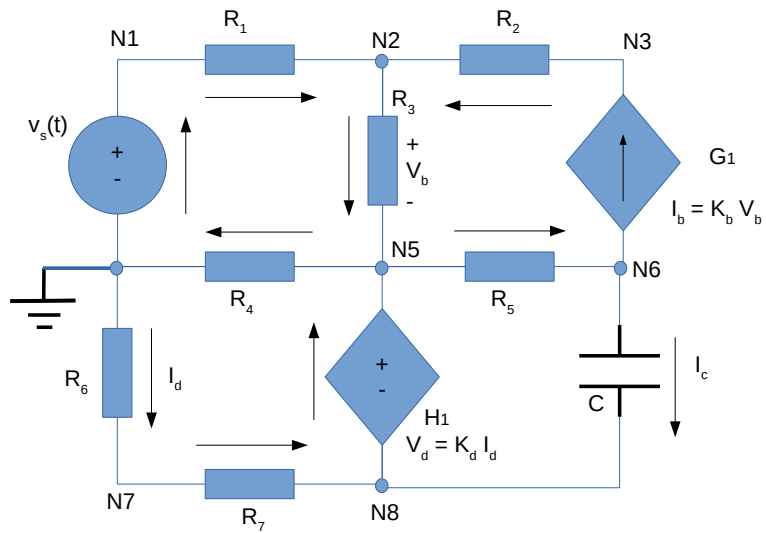 N1
R1
N2
R2
N3
vs(t)
+
-
R3
+
Vb
-
G1
Ib = Kb Vb
N5
N6
R4
R5
R6
Id
+
-
H1
Vd = Kd Id
C
Ic
N7
R7
N8